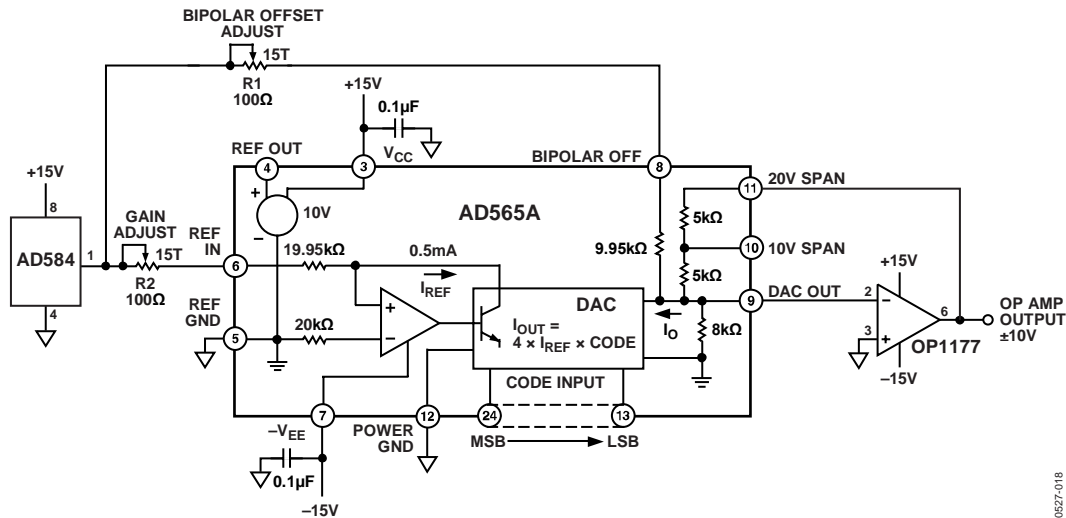 BIPOLAR OFFSET
ADJUST
15T
R1
100Ω
+15V
0.1µF
VCC
REF OUT
4
3
BIPOLAR OFF
8
+15V
8
AD584
1
4
GAIN
ADJUST
15T
R2
100Ω
REF
IN
6
REF
GND
5
+
–
10V
AD565A
19.95kΩ
0.5mA
IREF
20kΩ
+
–
DAC
IOUT =
4 × IREF × CODE
CODE INPUT
IO
9.95kΩ
5kΩ
5kΩ
8kΩ
11
20V SPAN
10
10V SPAN
9
DAC OUT
+15V
2
–
3
+
6
OP1177
–15V
OP AMP
OUTPUT
±10V
7
–VEE
0.1µF
–15V
12
POWER
GND
24
13
MSB
LSB
0527-018